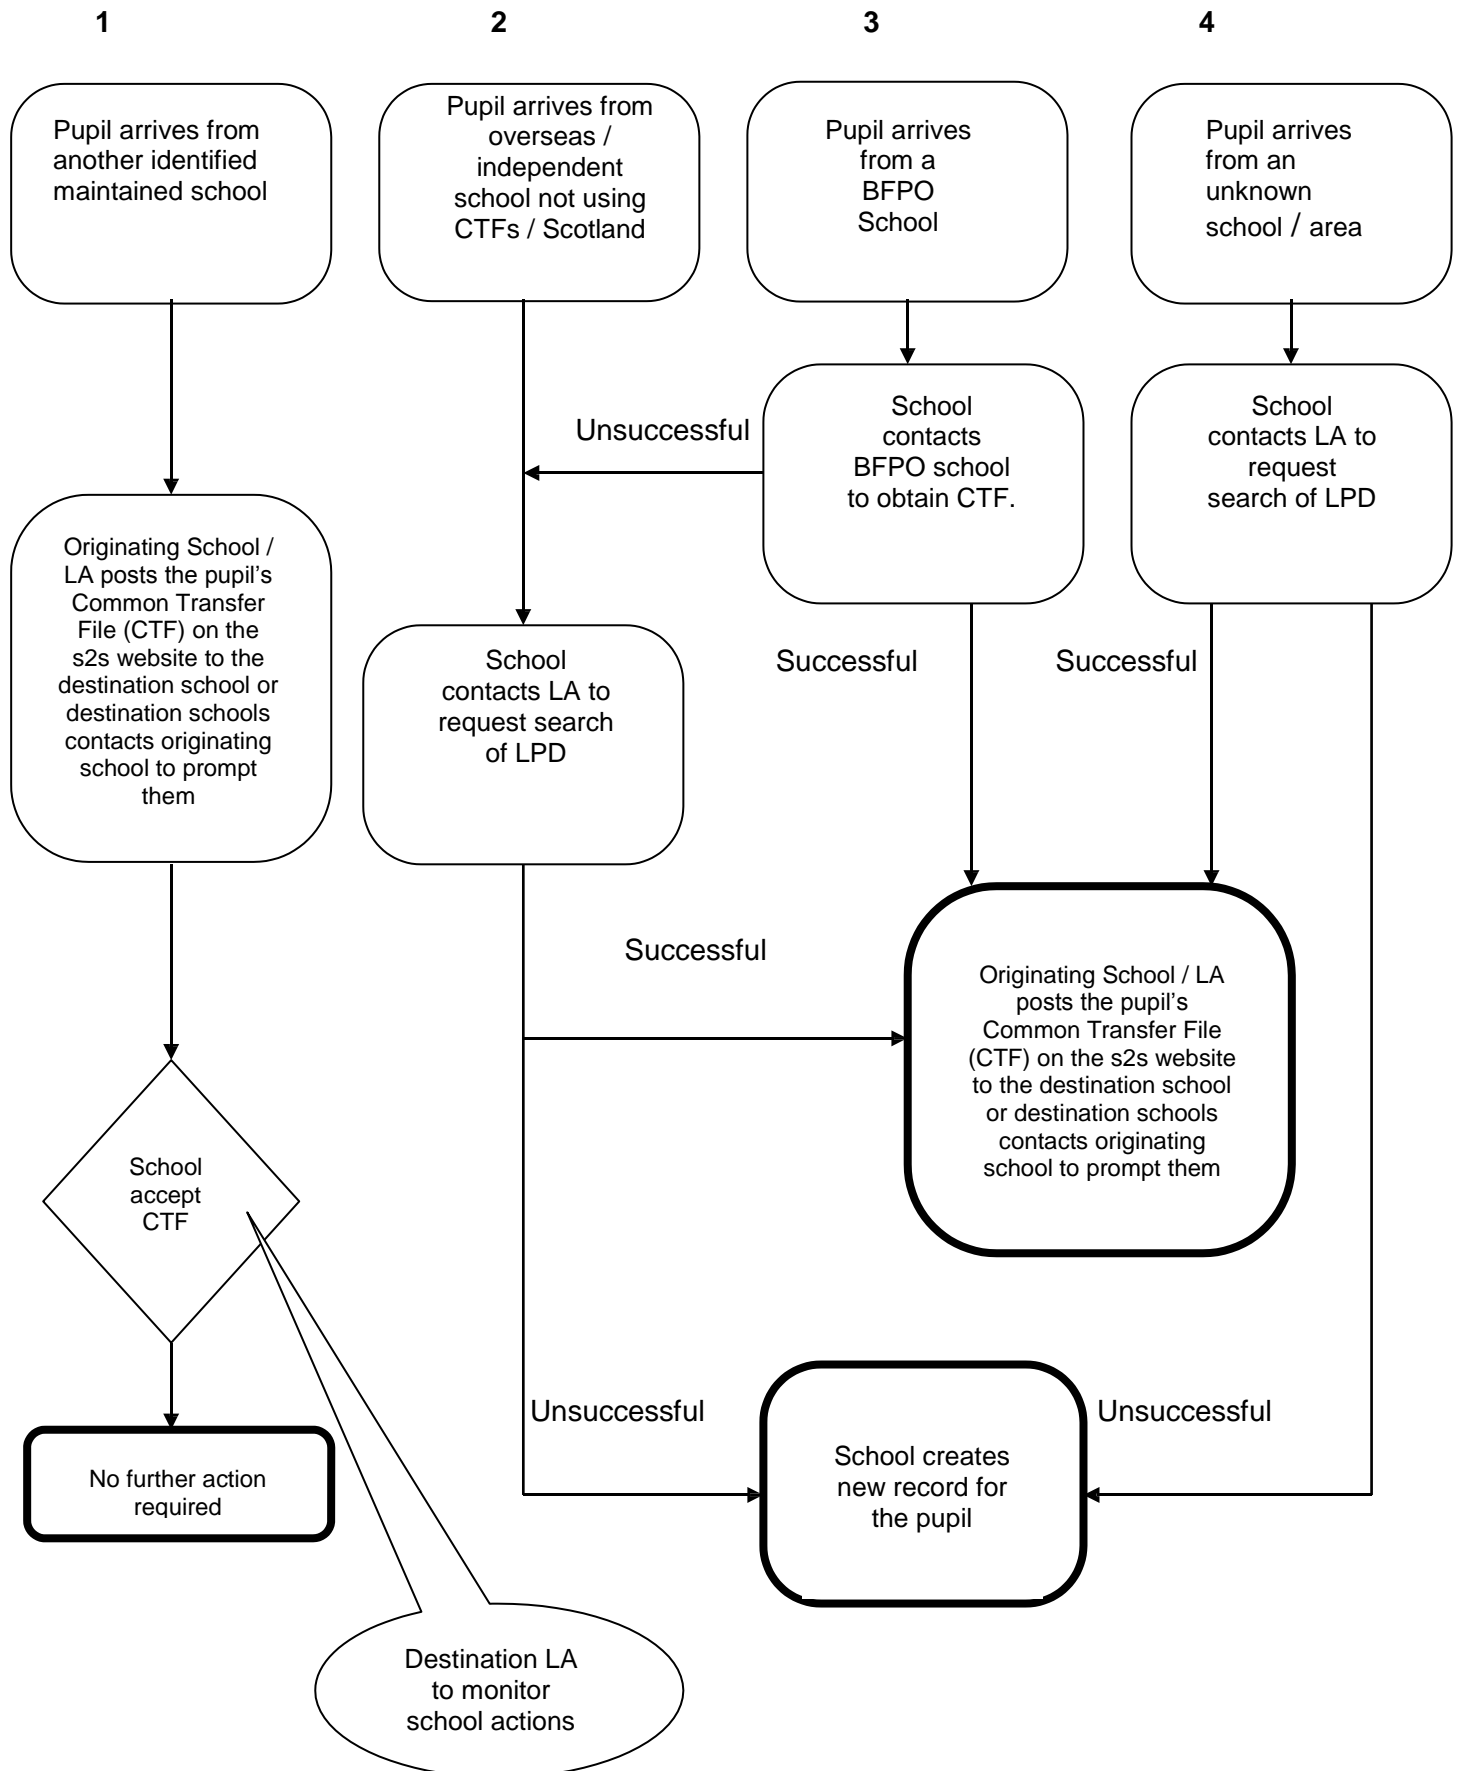 1
2
3
4
Pupil arrives from
another identified
maintained school
Pupil arrives from
overseas /
independent
school not using
CTFs / Scotland
Pupil arrives
from a
BFPO
School
Pupil arrives
from an
unknown
school / area
Unsuccessful
School
contacts
BFPO school
to obtain CTF.
School
contacts LA to
request
search of LPD
Originating School /
LA posts the pupil's
Common Transfer
File (CTF) on the
s2s website to the
destination school or
destination schools
contacts originating
school to prompt
them
School
contacts LA to
request search
of LPD
Successful
Successful
Successful
Originating School / LA
posts the pupil's
Common Transfer File
(CTF) on the s2s website
to the destination school
or destination schools
contacts originating
school to prompt them
School
accept
CTF
Unsuccessful
Unsuccessful
No further action
required
School creates
new record for
the pupil
Destination LA
to monitor
school actions